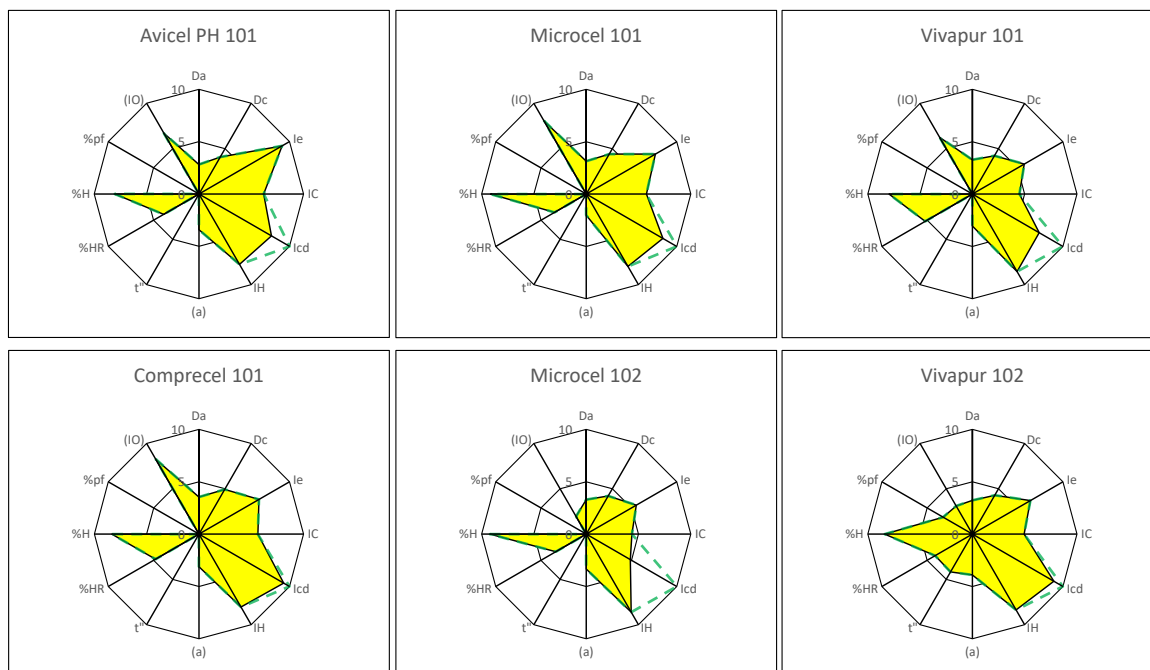 Avicel PH 101
Da
10
(IO)
Dc
%pf
5
Ie
%H
0
IC
%HR
Icd
t"
IH
(a)
Microcel 101
Da
10
(IO)
Dc
%pf
5
Ie
%H
0
IC
%HR
Icd
t"
IH
(a)
Vivapur 101
Da
10
(IO)
Dc
%pf
5
Ie
%H
0
IC
%HR
Icd
t"
IH
(a)
Comprecel 101
Da
10
(IO)
Dc
%pf
5
Ie
%H
0
IC
%HR
Icd
t"
IH
(a)
Microcel 102
Da
10
(IO)
Dc
%pf
5
Ie
%H
0
IC
%HR
Icd
t"
IH
(a)
Vivapur 102
Da
10
(IO)
Dc
%pf
5
Ie
%H
0
IC
%HR
Icd
t"
IH
(a)